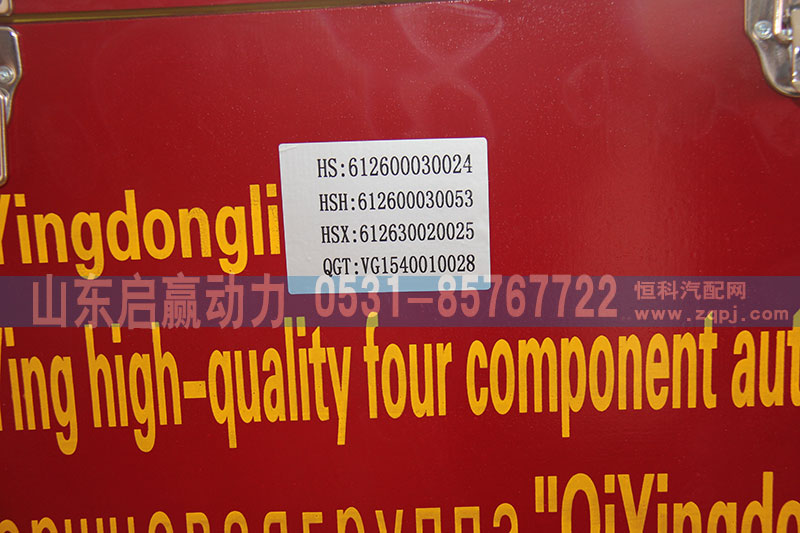 HS:612600030024
HSH:612600030053
HSX:612630020025
QGT:VG1540010028
Yingdongli
山东启赢动力 0531-85767722
恒科汽配网
www.zqpj.com
Ying high-quality four component aut
"QiYingdo